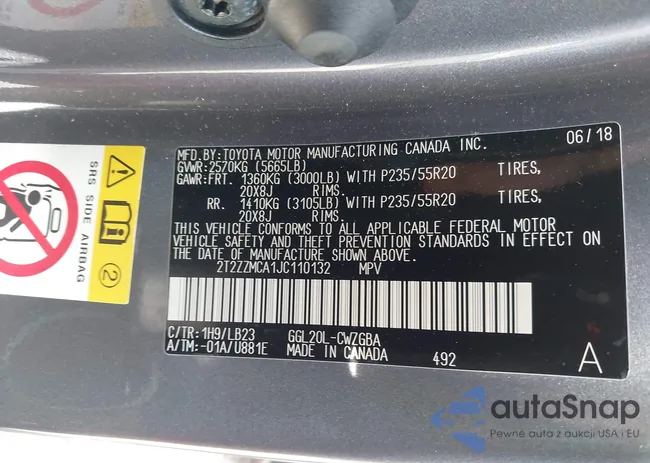 MFD. BY: TOYOTA MOTOR MANUFACTURING CANADA INC. 06/18
GVWR: 2570KG (5665LB)
GAWR: FRT. 1360KG (3000LB) WITH P235/55R20 TIRES,
20X8J RIMS.
RR. 1410KG (3105LB) WITH P235/55R20 TIRES,
20X8J RIMS.
THIS VEHICLE CONFORMS TO ALL APPLICABLE FEDERAL MOTOR
VEHICLE SAFETY AND THEFT PREVENTION STANDARDS IN EFFECT ON
THE DATE OF MANUFACTURE SHOWN ABOVE.
2T2ZZMCA1JC110132 MPV
C/TR: 1H9/LB23 GGL20L-CWZGBA
A/TM: -01A/U881E MADE IN CANADA 492 A
SRS SIDE AIRBAG
2
autaSnap
Pewne auta z aukcji USA i EU